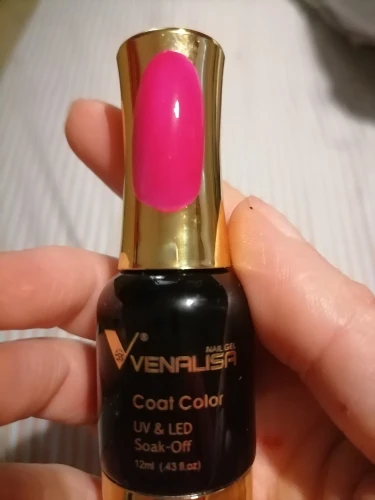 ®
NAIL GEL
VENALISA
Coat Color
UV & LED
Soak-Off
12ml (.43 fl.oz)